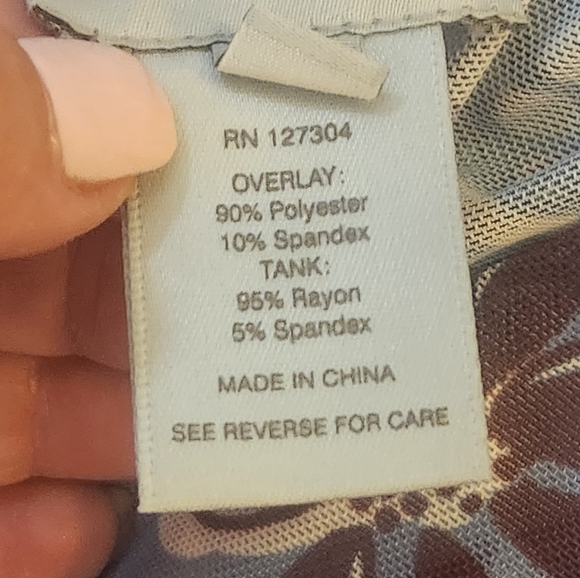 RN 127304
OVERLAY:
90% Polyester
10% Spandex
TANK:
95% Rayon
5% Spandex
MADE IN CHINA
SEE REVERSE FOR CARE